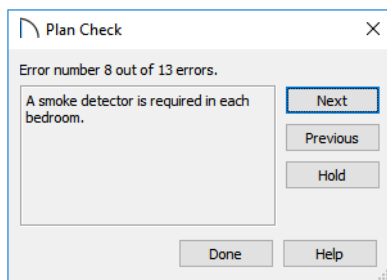 Plan Check
Error number 8 out of 13 errors.
A smoke detector is required in each
bedroom.
Next
Previous
Hold
Done
Help